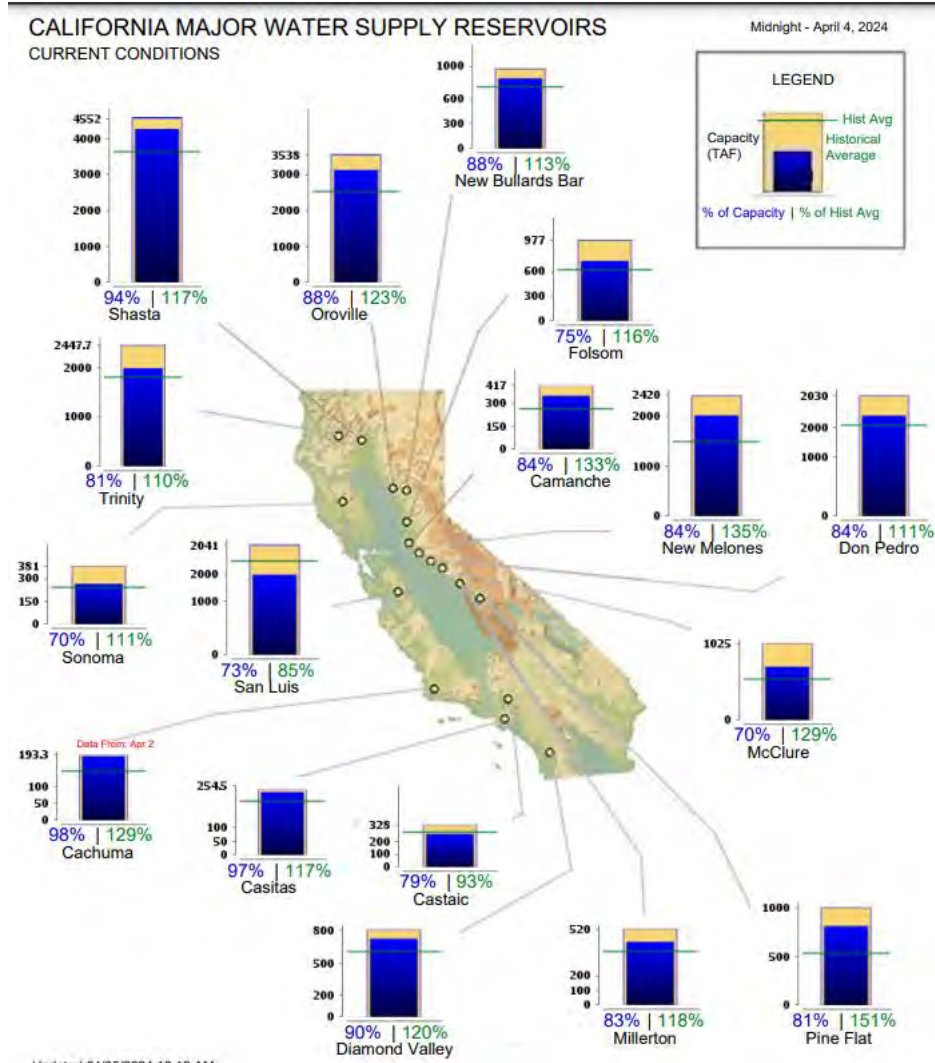 CALIFORNIA MAJOR WATER SUPPLY RESERVOIRS
CURRENT CONDITIONS
Midnight - April 4, 2024
LEGEND
Hist Avg
Capacity
(TAF)
Historical
Average
% of Capacity | % of Hist Avg
1000
600
300
0
88% | 113%
New Bullards Bar
4552
4000
3000
2000
1000
0
94% | 117%
Shasta
3538
3000
2000
1000
0
88% | 123%
Oroville
977
600
300
0
75% | 116%
Folsom
2447.7
2000
1000
0
81% | 110%
Trinity
417
300
150
0
84% | 133%
Camanche
2420
2000
1000
0
84% | 135%
New Melones
2030
2000
1000
0
84% | 111%
Don Pedro
381
300
150
0
70% | 111%
Sonoma
2041
2000
1000
0
73% | 85%
San Luis
1025
0
70% | 129%
McClure
Data From: Apr 2
193.3
100
50
0
98% | 129%
Cachuma
254.5
100
50
0
97% | 117%
Casitas
325
200
100
0
79% | 93%
Castaic
800
500
200
0
90% | 120%
Diamond Valley
520
200
100
0
83% | 118%
Millerton
1000
500
0
81% | 151%
Pine Flat